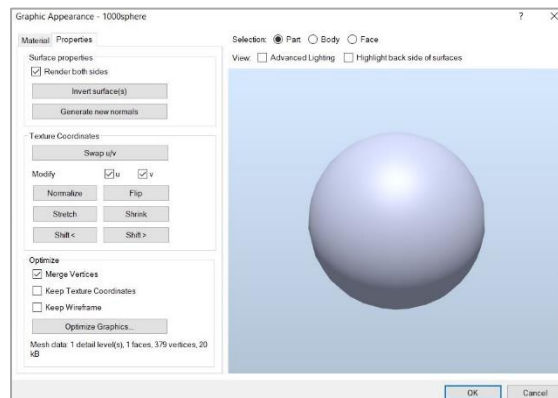 Graphic Appearance - 1000sphere
? ×
Material Properties
Surface properties
Render both sides
Invert surface(s)
Generate new normals
Texture Coordinates
Swap u/v
Modify u v
Normalize Flip
Stretch Shrink
Shift < Shift >
Optimize
Merge Vertices
Keep Texture Coordinates
Keep Wireframe
Optimize Graphics...
Mesh data: 1 detail level(s), 1 faces, 379 vertices, 20
kB
Selection: Part Body Face
View: Advanced Lighting Highlight back side of surfaces
OK Cancel